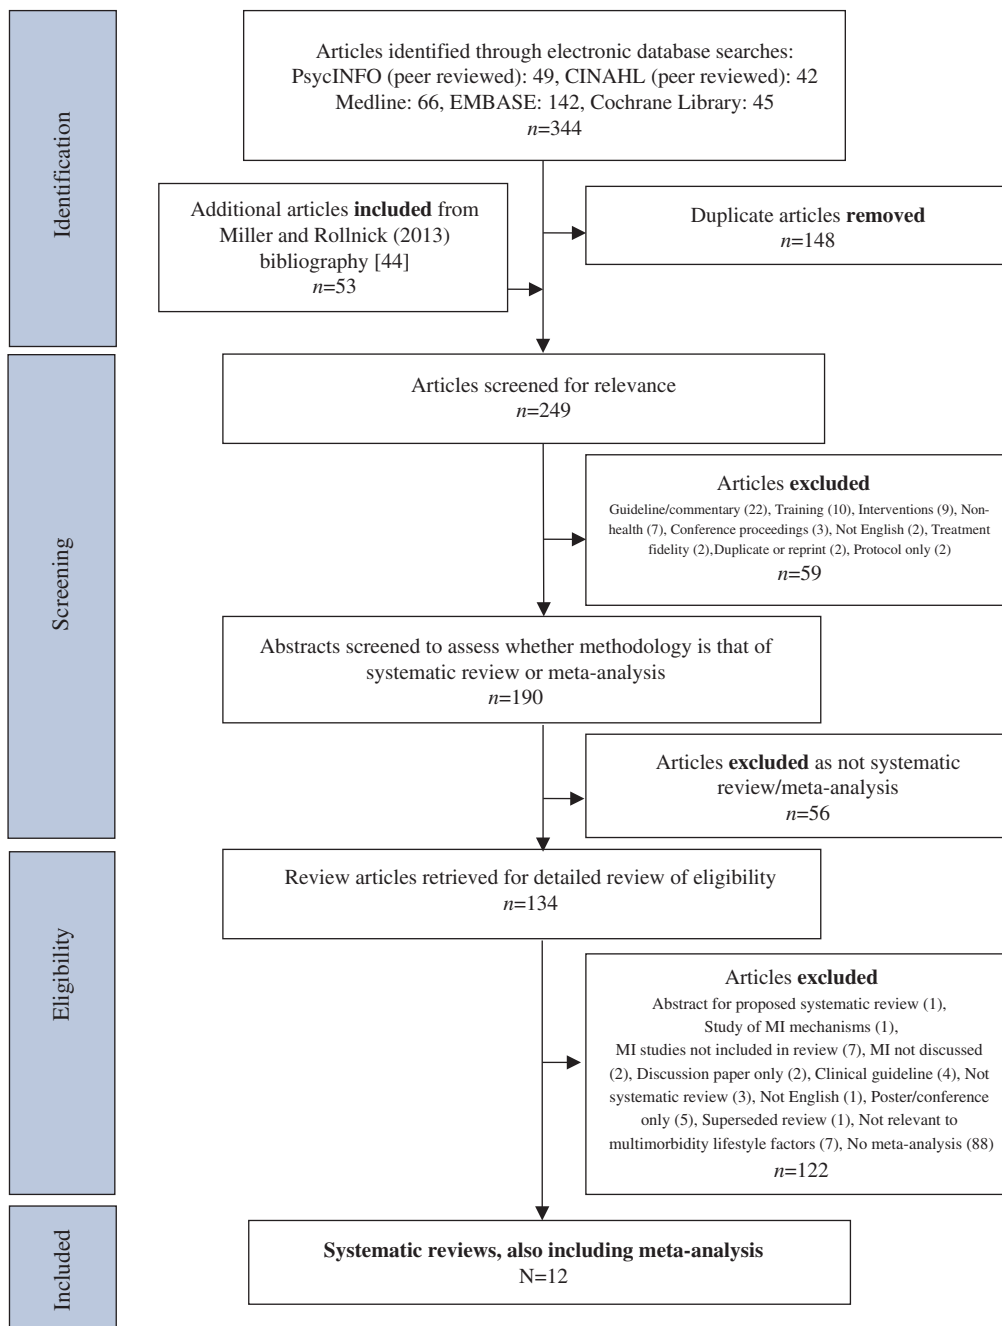 Identification
Articles identified through electronic database searches:
PsycINFO (peer reviewed): 49, CINAHL (peer reviewed): 42
Medline: 66, EMBASE: 142, Cochrane Library: 45
n=344
Additional articles included from
Miller and Rollnick (2013)
bibliography [44]
n=53
Duplicate articles removed
n=148
Screening
Articles screened for relevance
n=249
Articles excluded
Guideline/commentary (22), Training (10), Interventions (9), Non-
health (7), Conference proceedings (3), Not English (2), Treatment
fidelity (2),Duplicate or reprint (2), Protocol only (2)
n=59
Abstracts screened to assess whether methodology is that of
systematic review or meta-analysis
n=190
Articles excluded as not systematic
review/meta-analysis
n=56
Eligibility
Review articles retrieved for detailed review of eligibility
n=134
Articles excluded
Abstract for proposed systematic review (1),
Study of MI mechanisms (1),
MI studies not included in review (7), MI not discussed
(2), Discussion paper only (2), Clinical guideline (4), Not
systematic review (3), Not English (1), Poster/conference
only (5), Superseded review (1), Not relevant to
multimorbidity lifestyle factors (7), No meta-analysis (88)
n=122
Included
Systematic reviews, also including meta-analysis
N=12